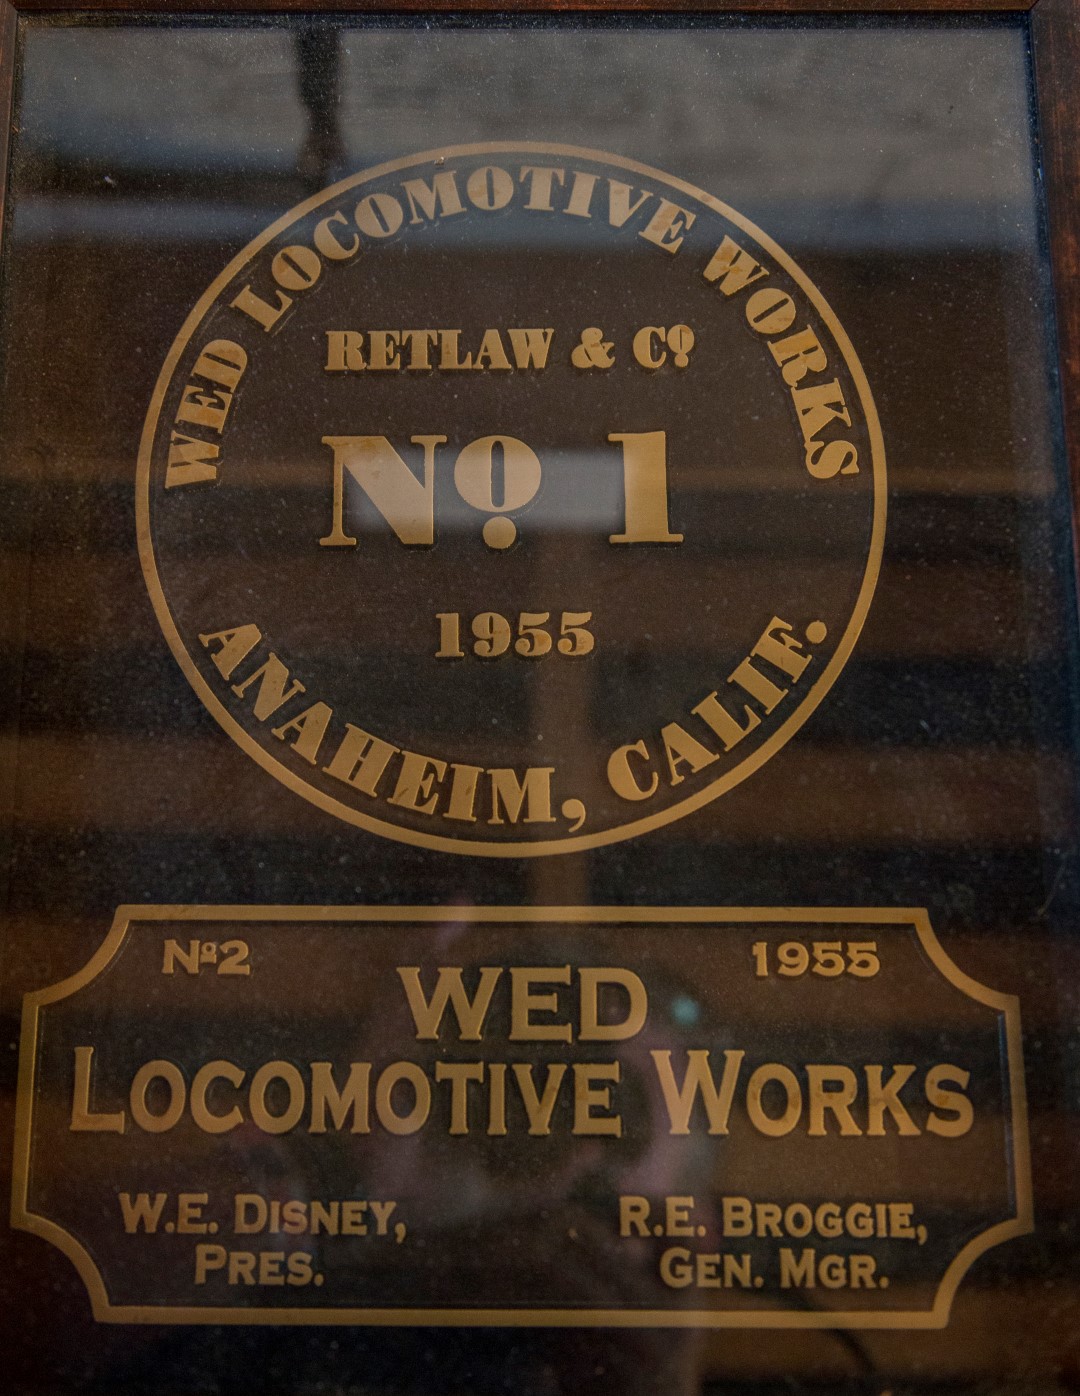 WED LOCOMOTIVE WORKS
RETLAW & Cº
Nº 1
1955
ANAHEIM, CALIF.
Nº2 1955
WED
LOCOMOTIVE WORKS
W.E. DISNEY, R.E. BROGGIE,
PRES. GEN. MGR.